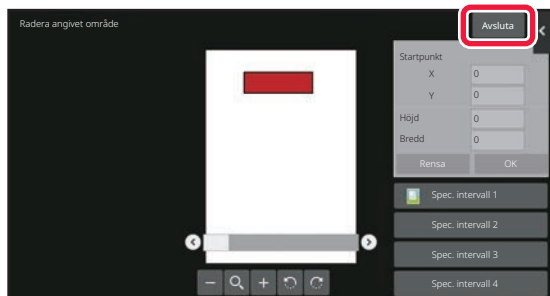 Radera angivet område
Avsluta
Startpunkt
X 0
Y 0
Höjd 0
Bredd 0
Rensa OK
Spec. intervall 1
Spec. intervall 2
Spec. intervall 3
Spec. intervall 4